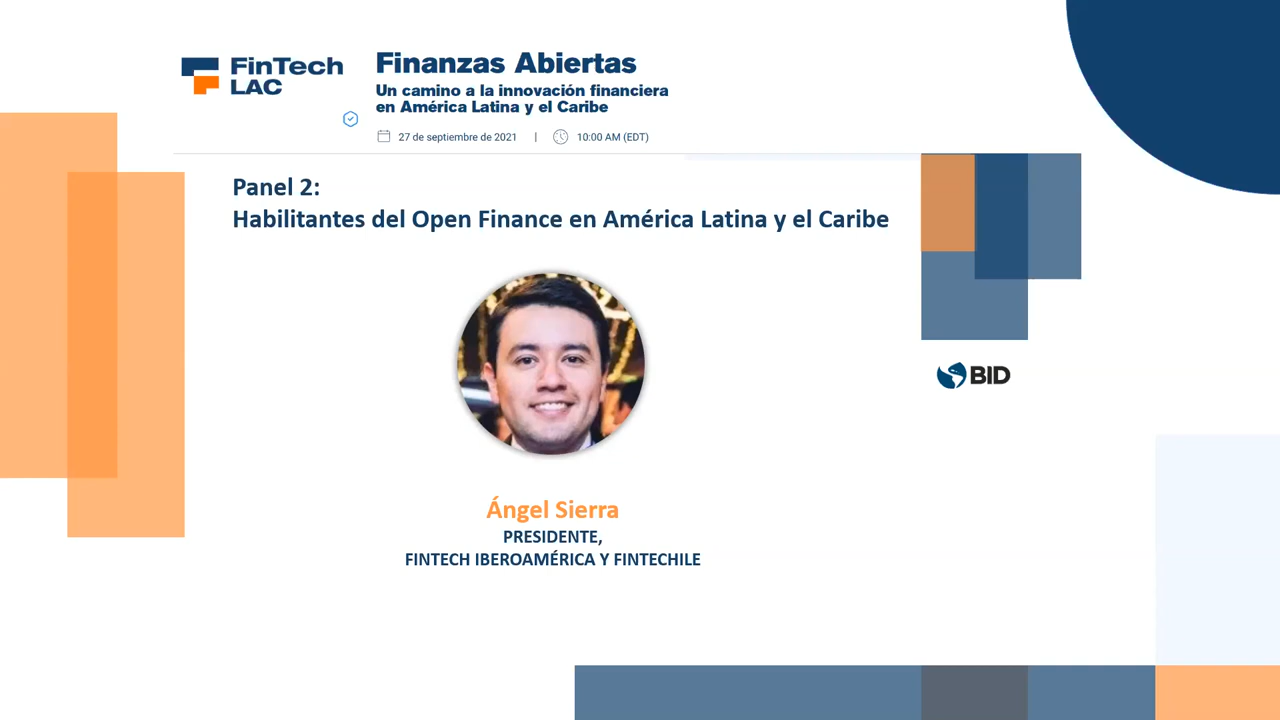 FinTech
LAC
Finanzas Abiertas
Un camino a la innovación financiera
en América Latina y el Caribe
27 de septiembre de 2021 | 10:00 AM (EDT)
Panel 2:
Habilitantes del Open Finance en América Latina y el Caribe
BID
Ángel Sierra
PRESIDENTE,
FINTECH IBEROAMÉRICA Y FINTECHILE